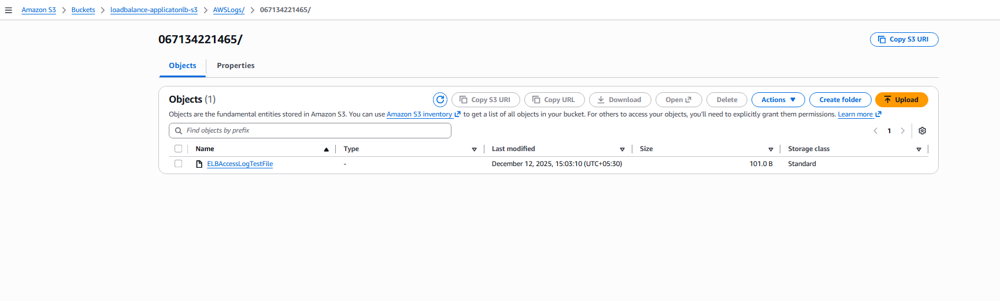 Amazon S3 > Buckets > loadbalance-applicatonlb-s3 > AWSLogs/ > 067134221465/
067134221465/
Copy S3 URI
Objects Properties
Objects (1)
Copy S3 URI Copy URL Download Open Delete Actions Create folder Upload
Objects are the fundamental entities stored in Amazon S3. You can use Amazon S3 inventory to get a list of all objects in your bucket. For others to access your objects, you'll need to explicitly grant them permissions. Learn more
Find objects by prefix
1
Name Type Last modified Size Storage class
ELBAccessLogTestFile - December 12, 2025, 15:03:10 (UTC+05:30) 101.0 B Standard